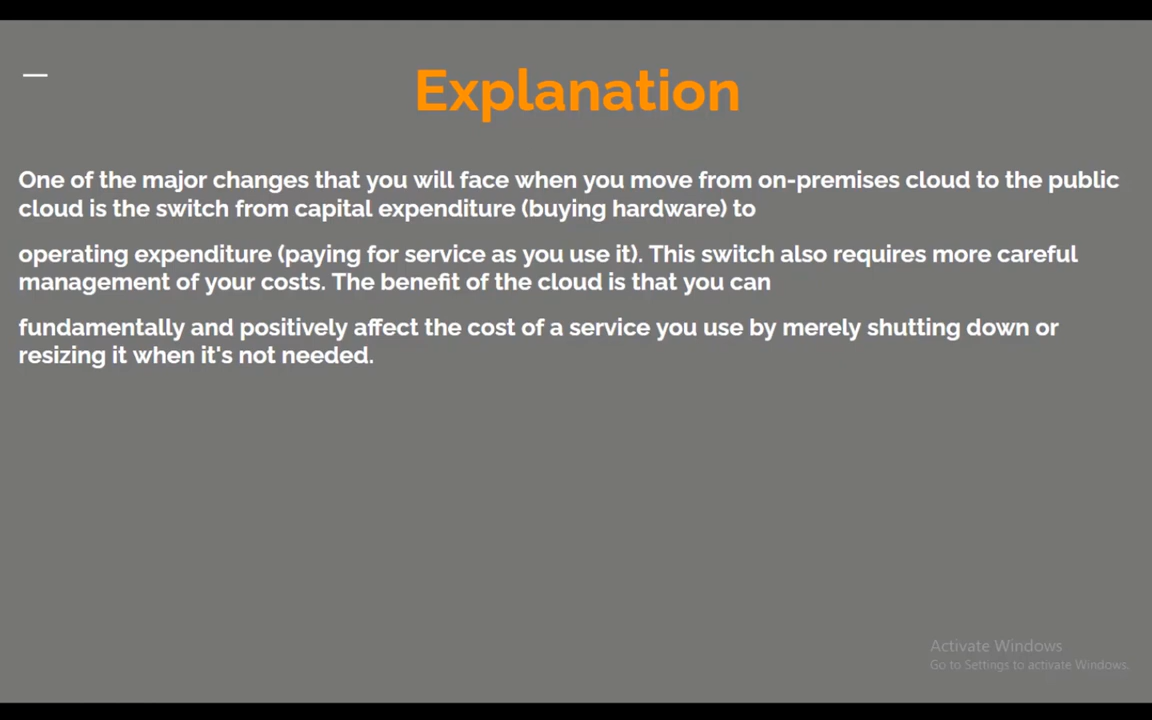 Explanation
One of the major changes that you will face when you move from on-premises cloud to the public
cloud is the switch from capital expenditure (buying hardware) to
operating expenditure (paying for service as you use it). This switch also requires more careful
management of your costs. The benefit of the cloud is that you can
fundamentally and positively affect the cost of a service you use by merely shutting down or
resizing it when it's not needed.
Activate Windows
Go to Settings to activate Windows.